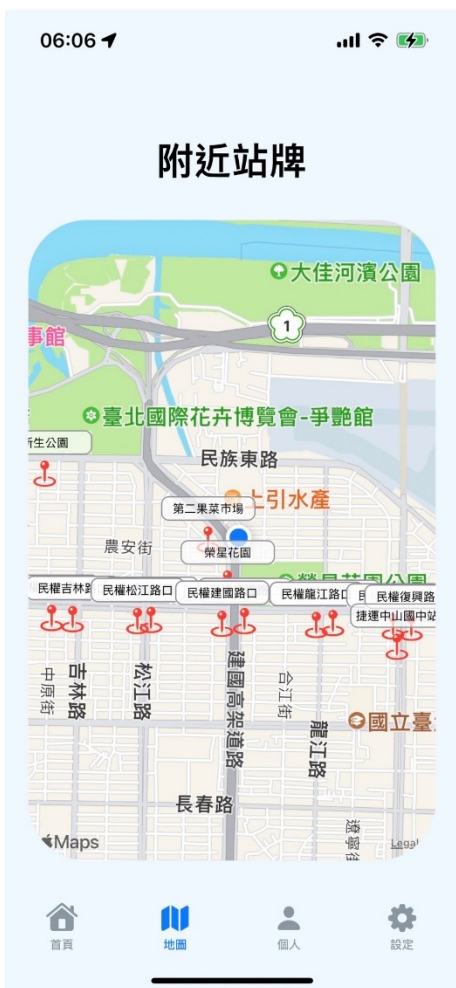 06:06
附近站牌
大佳河濱公園
1
事館
臺北國際花卉博覽會-爭艷館
新生公園
民族東路
上引水產
第二果菜市場
農安街
榮星花園
民權吉林路
民權松江路口
民權建國路口
民權龍江路口
民權復興路
捷運中山國中站
中原街
吉林路
松江路
建國高架道路
合江街
龍江路
國立臺
長春路
遼寧街
Maps
Legal
首頁
地圖
個人
設定